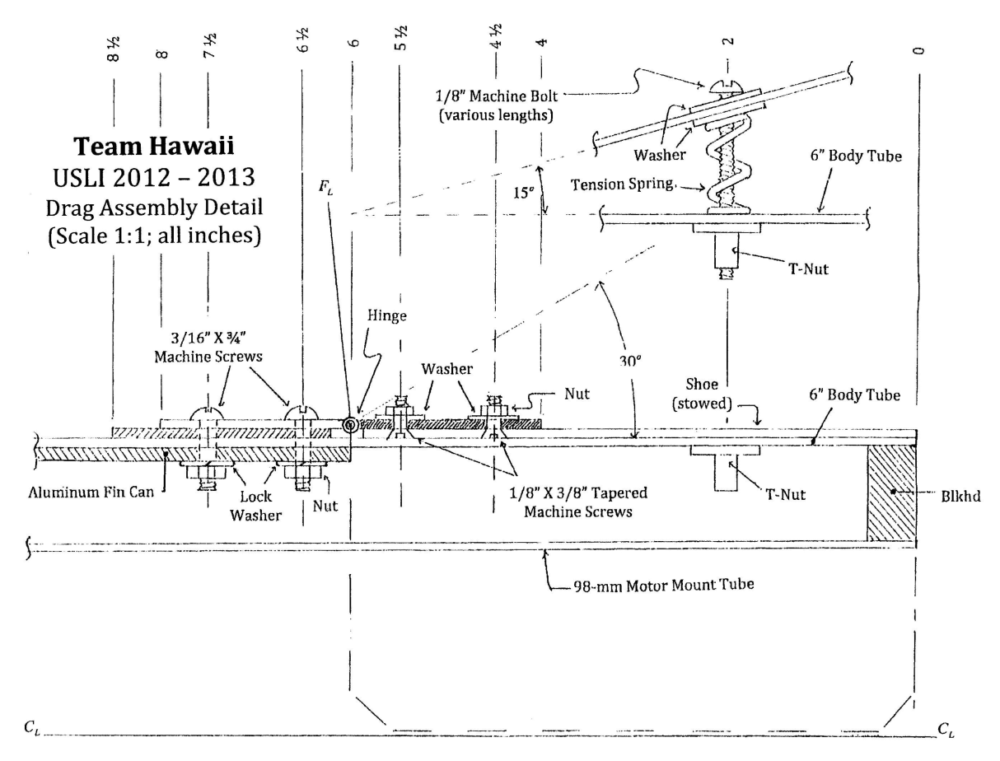 8 ½
8
7 ½
6 ½
6
5 ½
4 ½
4
2
0
Team Hawaii
USLI 2012 – 2013
Drag Assembly Detail
(Scale 1:1; all inches)
1/8" Machine Bolt
(various lengths)
Washer
6" Body Tube
F_L
15°
Tension Spring
T-Nut
Hinge
3/16" X ¾"
Machine Screws
Washer
Nut
30°
Shoe
(stowed)
6" Body Tube
Aluminum Fin Can
Lock
Washer
Nut
1/8" X 3/8" Tapered
Machine Screws
T-Nut
Blkhd
98-mm Motor Mount Tube
C_L
C_L